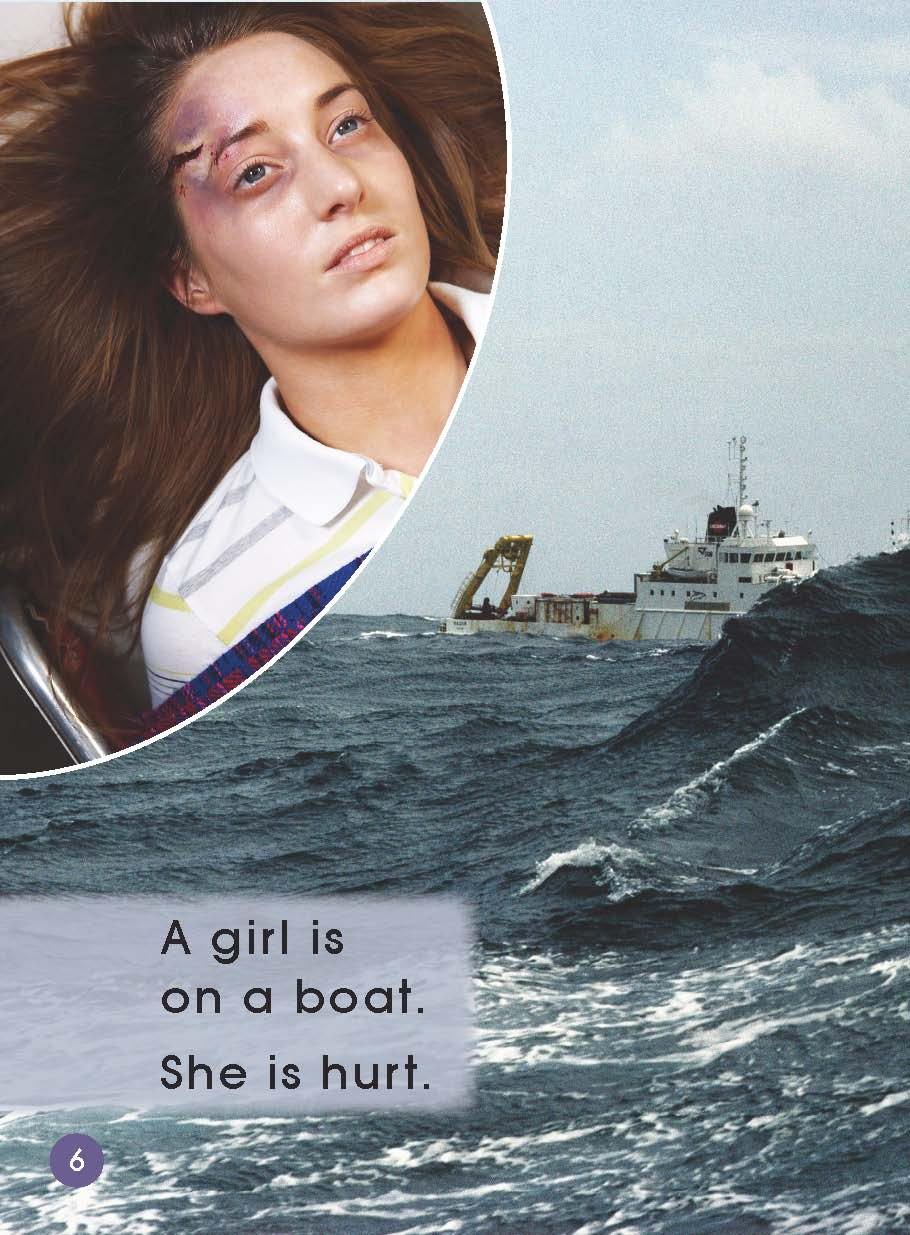 A girl is
on a boat.
She is hurt.
6